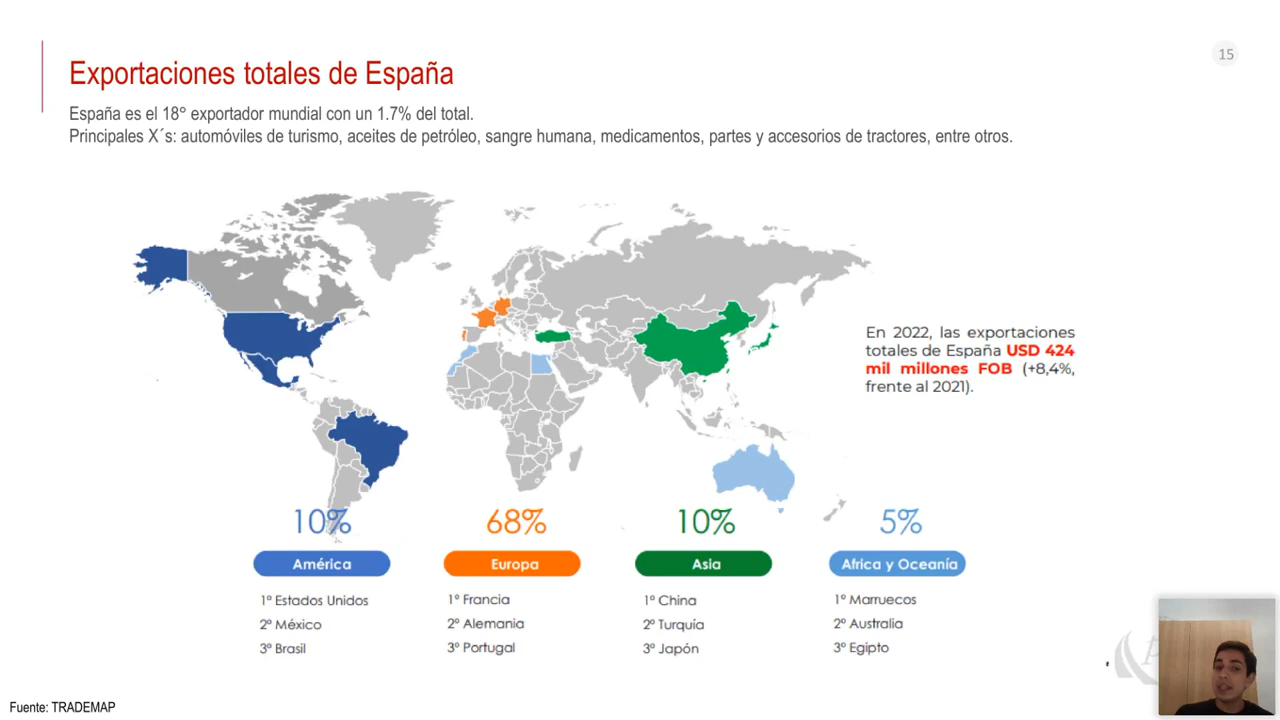 15
Exportaciones totales de España
España es el 18° exportador mundial con un 1.7% del total.
Principales X´s: automóviles de turismo, aceites de petróleo, sangre humana, medicamentos, partes y accesorios de tractores, entre otros.
En 2022, las exportaciones
totales de España USD 424
mil millones FOB (+8,4%,
frente al 2021).
10%
68%
10%
5%
América
Europa
Asia
Africa y Oceanía
1º Estados Unidos
2º México
3º Brasil
1º Francia
2º Alemania
3º Portugal
1º China
2º Turquía
3º Japón
1º Marruecos
2º Australia
3º Egipto
Fuente: TRADEMAP